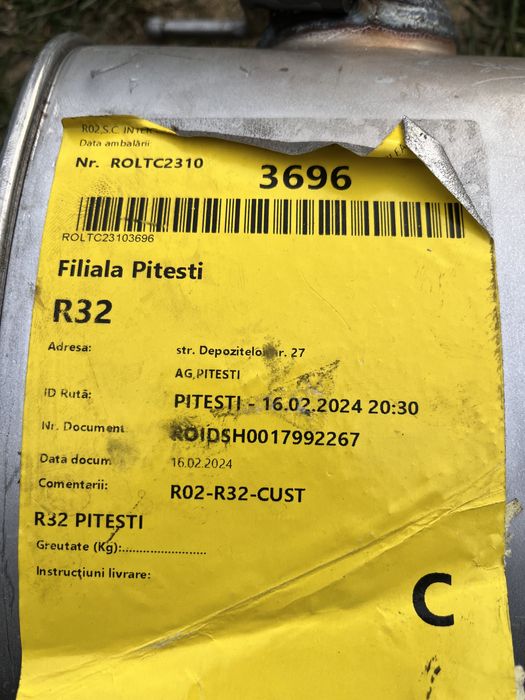 R02,S.C. INTER
Data ambalării:
Nr. ROLTC2310 3696
ROLTC23103696
Filiala Pitesti
R32
Adresa: str. Depozitelor nr. 27
AG,PITESTI
ID Rută: PITEȘTI - 16.02.2024 20:30
Nr. Document ROIDSH0017992267
Data docum 16.02.2024
Comentarii: R02-R32-CUST
R32 PITESTI
Greutate (Kg):........................
Instrucțiuni livrare:
C